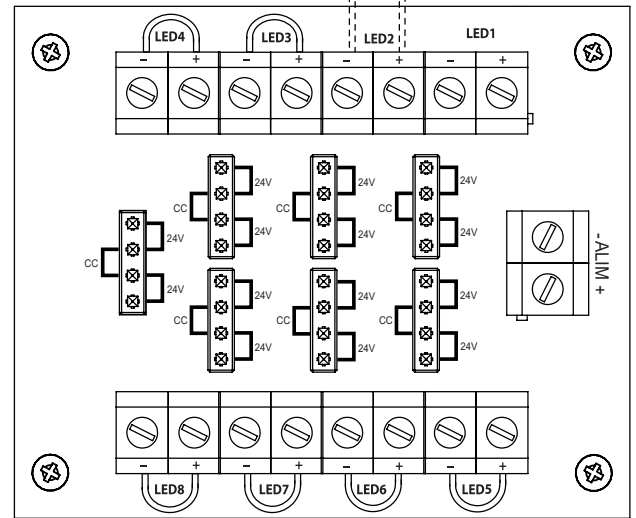 LED4 LED3 LED2 LED1
− + − + − + − +
24V 24V 24V
CC CC CC
24V 24V 24V
24V
CC
24V
24V 24V 24V
CC CC CC
24V 24V 24V
- ALIM +
− + − + − + − +
LED8 LED7 LED6 LED5